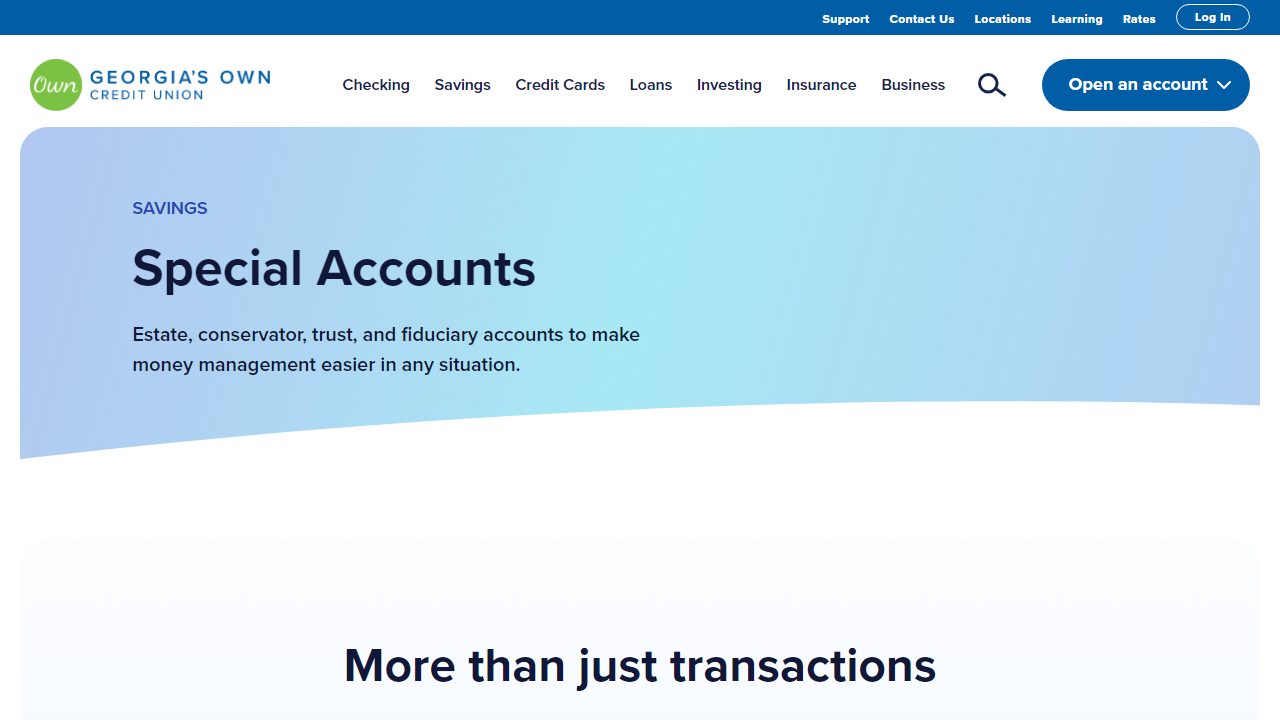 Support Contact Us Locations Learning Rates Log In
Own GEORGIA'S OWN
CREDIT UNION
Checking Savings Credit Cards Loans Investing Insurance Business Open an account
SAVINGS
Special Accounts
Estate, conservator, trust, and fiduciary accounts to make
money management easier in any situation.
More than just transactions